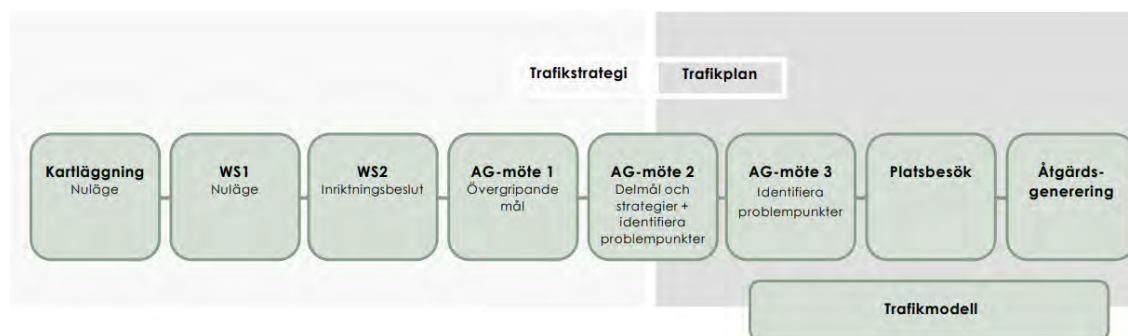 Trafikstrategi
Trafikplan
Kartläggning
Nuläge
WS1
Nuläge
WS2
Inriktningsbeslut
AG-möte 1
Övergripande
mål
AG-möte 2
Delmål och
strategier +
identifiera
problempunkter
AG-möte 3
Identifiera
problempunkter
Platsbesök
Åtgärds-
generering
Trafikmodell